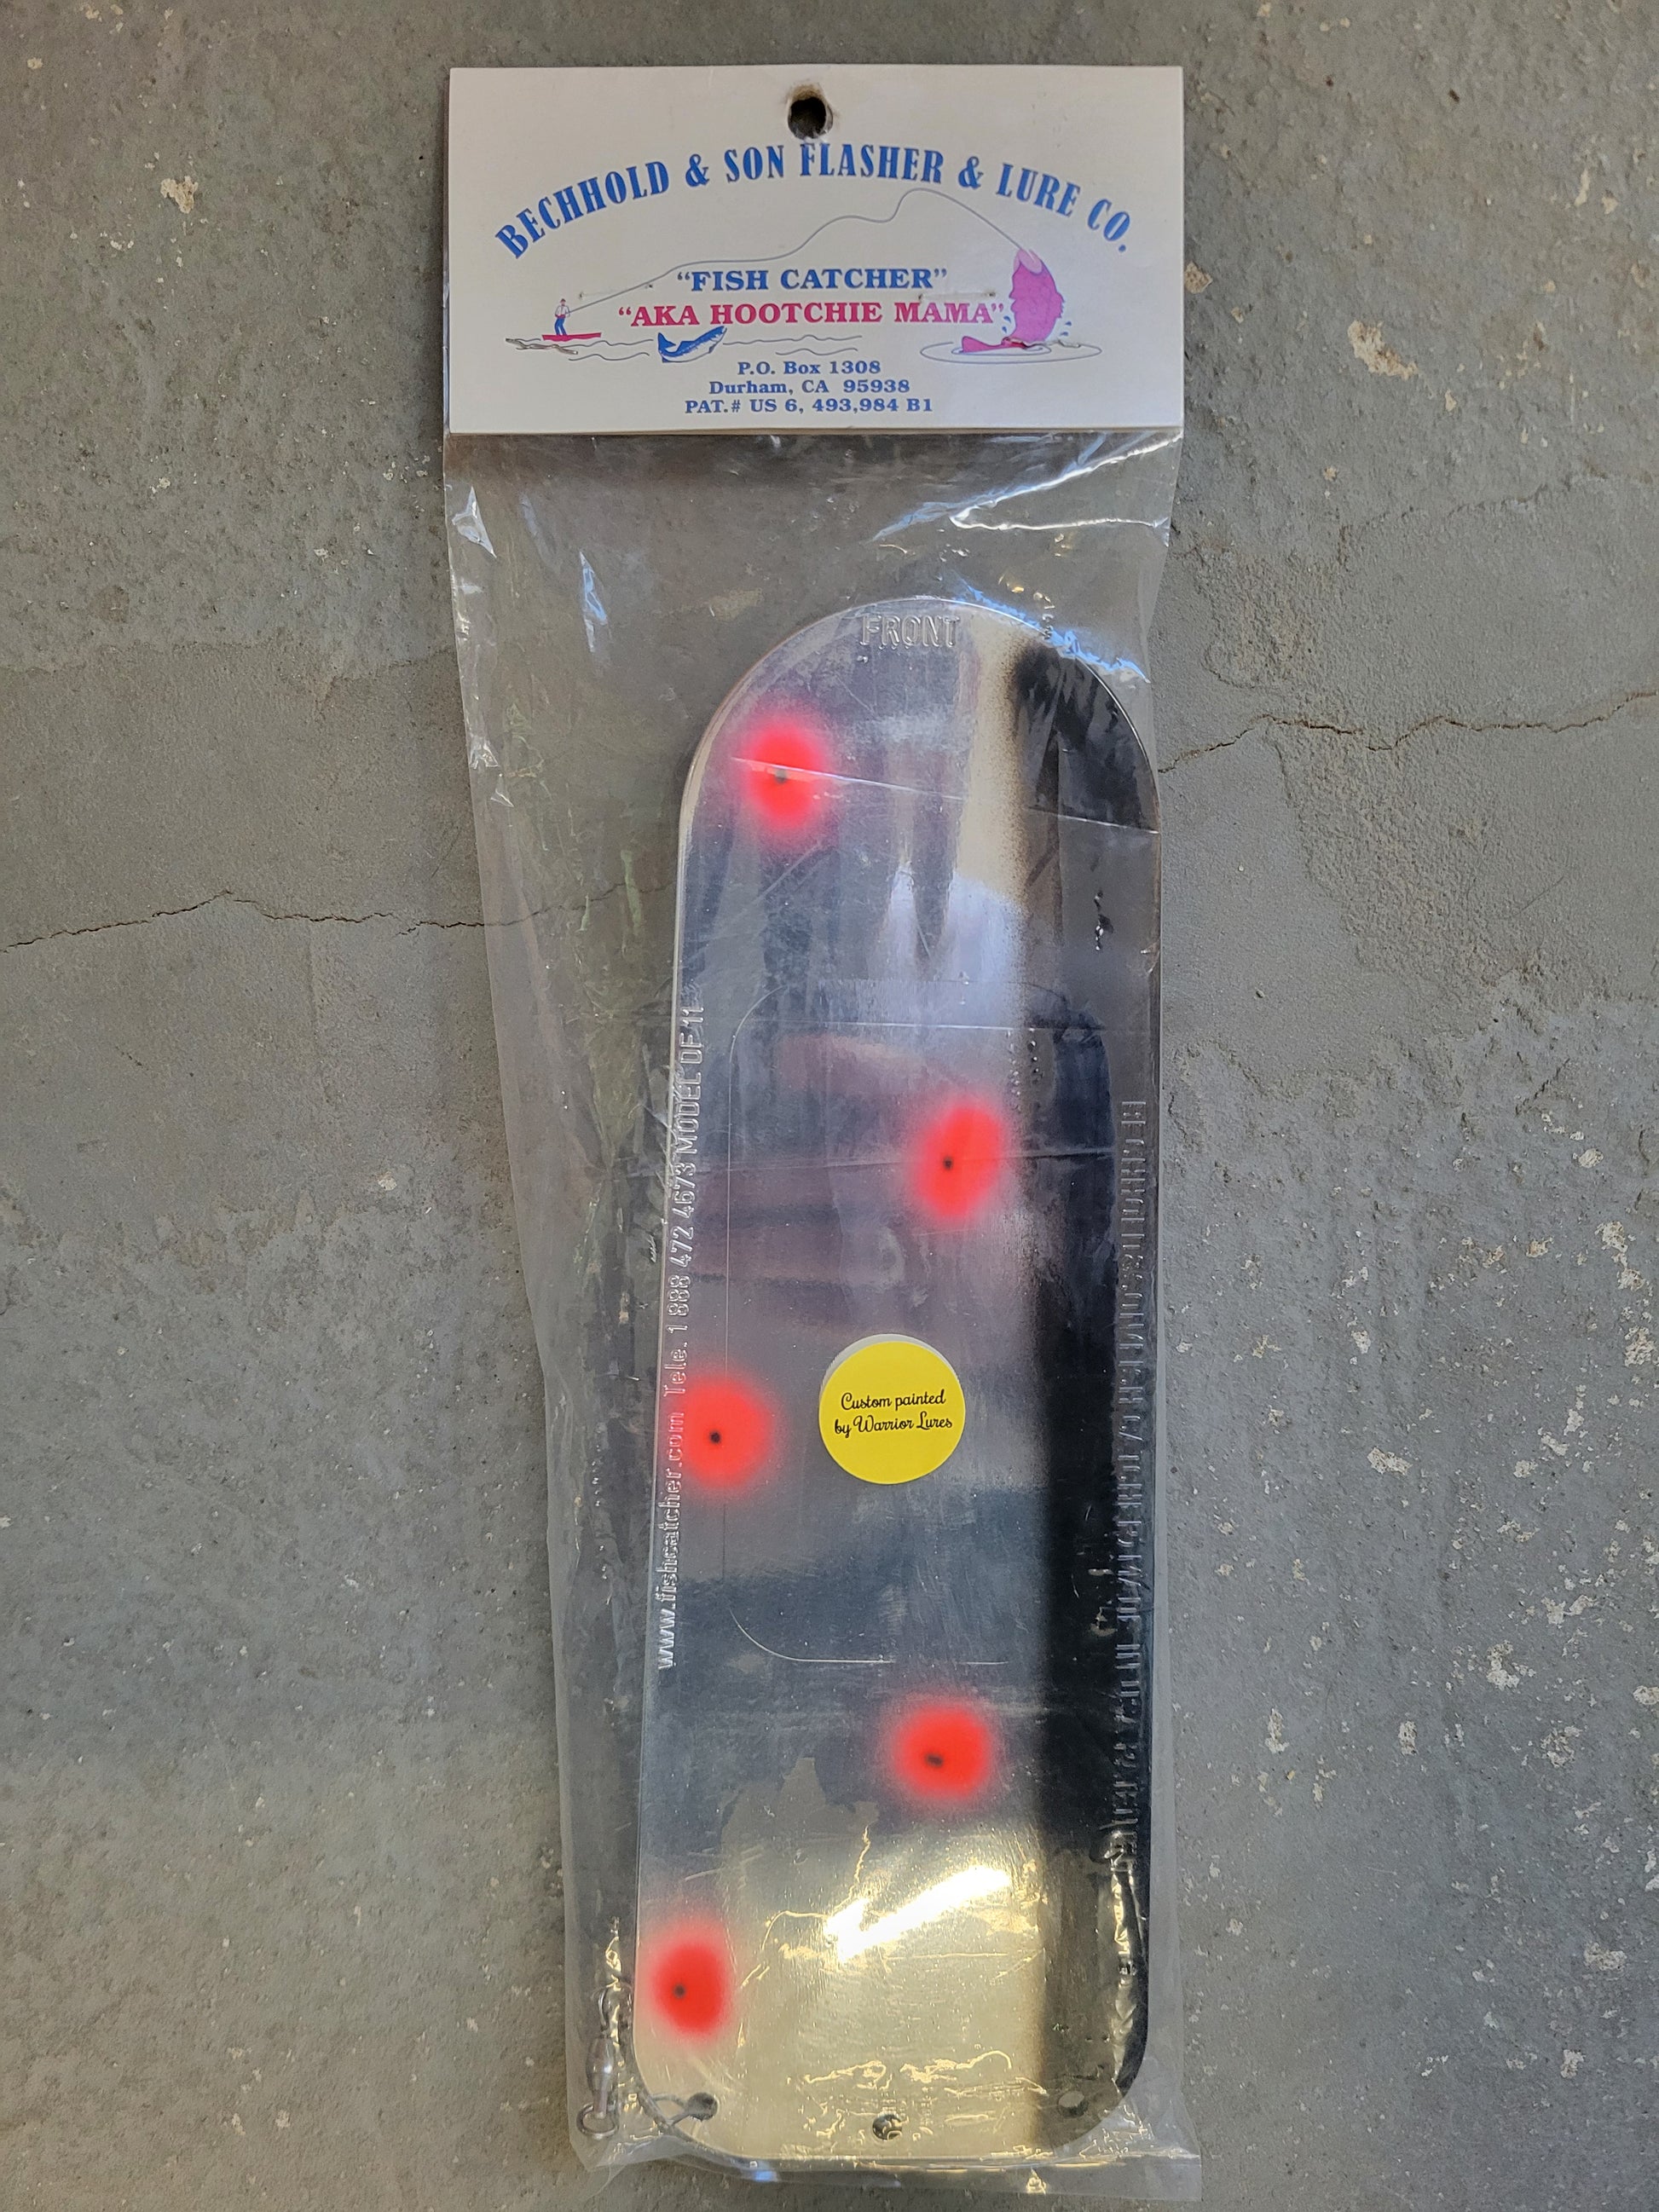 BECHHOLD & SON FLASHER & LURE CO.
"FISH CATCHER"
"AKA HOOTCHIE MAMA"
P.O. Box 1308
Durham, CA 95938
PAT.# US 6, 493,984 B1
FRONT
www.fishcatcher.com Tele. 1 888 472 4673 MODEL DF 11
Custom painted
by Warrior Lures